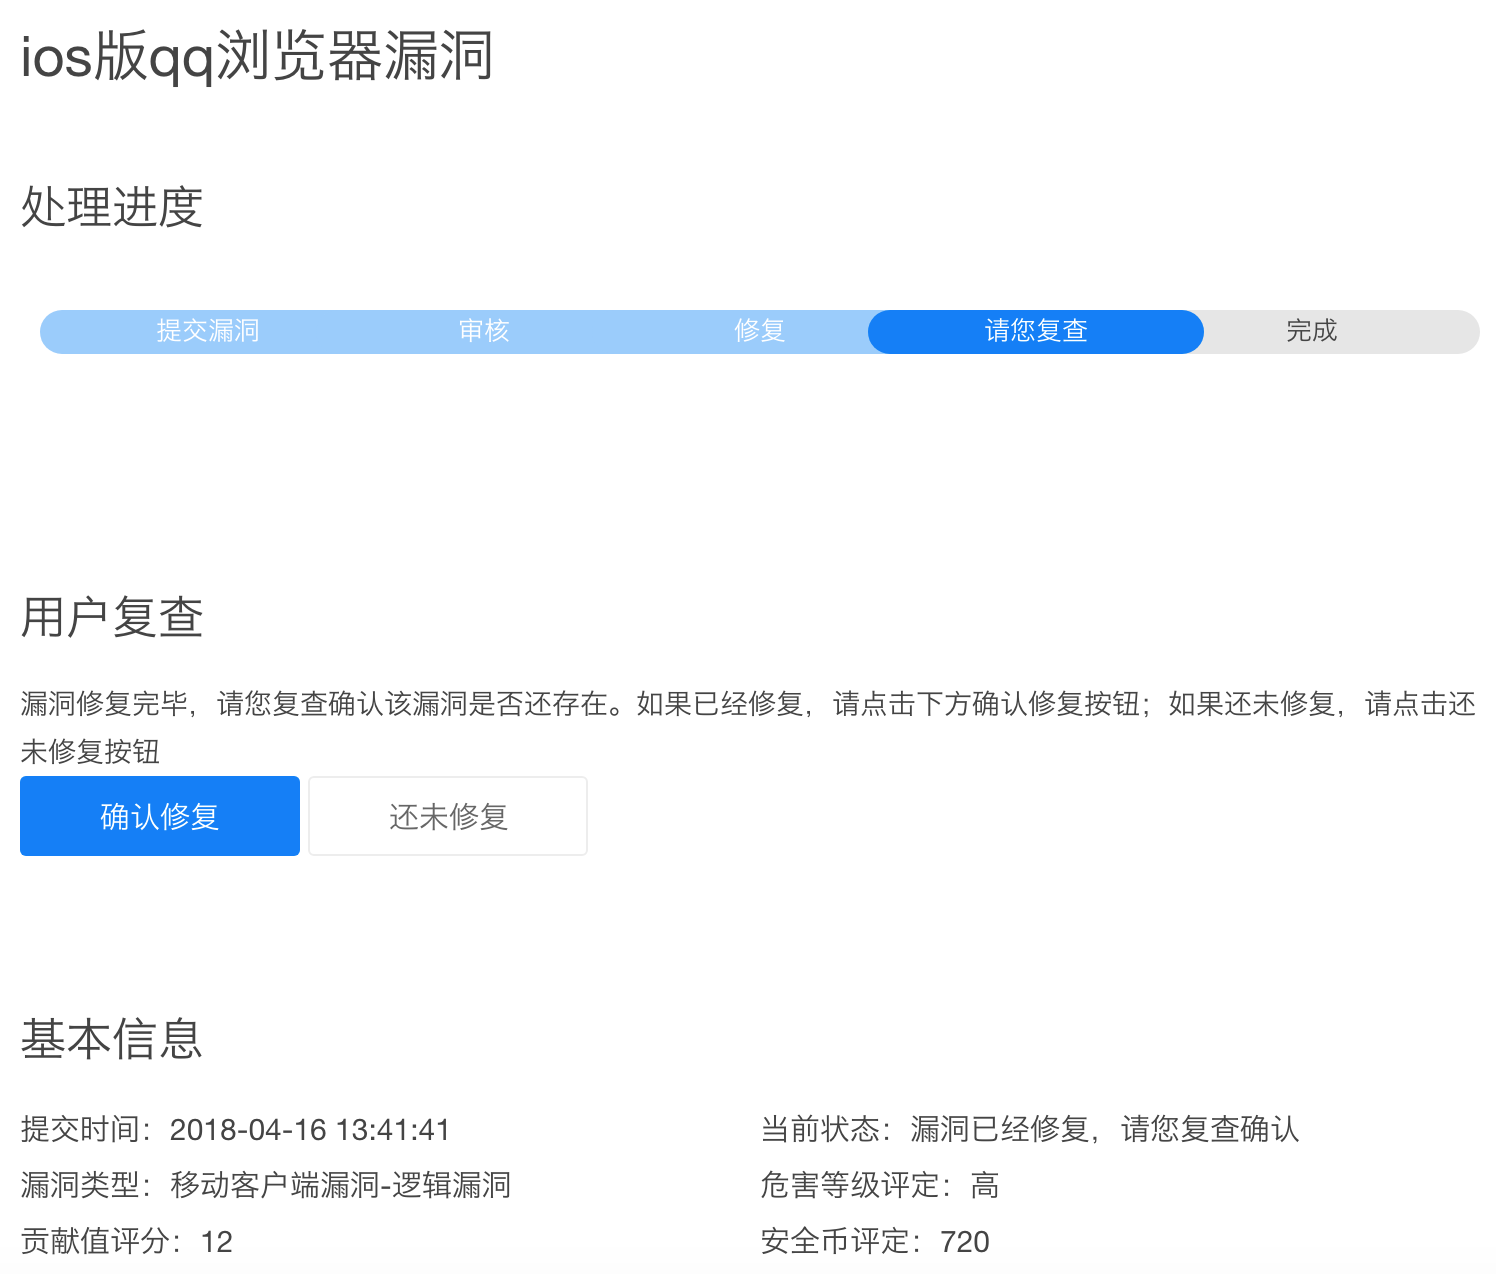 ios版qq浏览器漏洞
处理进度
提交漏洞 审核 修复 请您复查 完成
用户复查
漏洞修复完毕，请您复查确认该漏洞是否还存在。如果已经修复，请点击下方确认修复按钮；如果还未修复，请点击还
未修复按钮
确认修复 还未修复
基本信息
提交时间：2018-04-16 13:41:41 当前状态：漏洞已经修复，请您复查确认
漏洞类型：移动客户端漏洞-逻辑漏洞 危害等级评定：高
贡献值评分：12 安全币评定：720